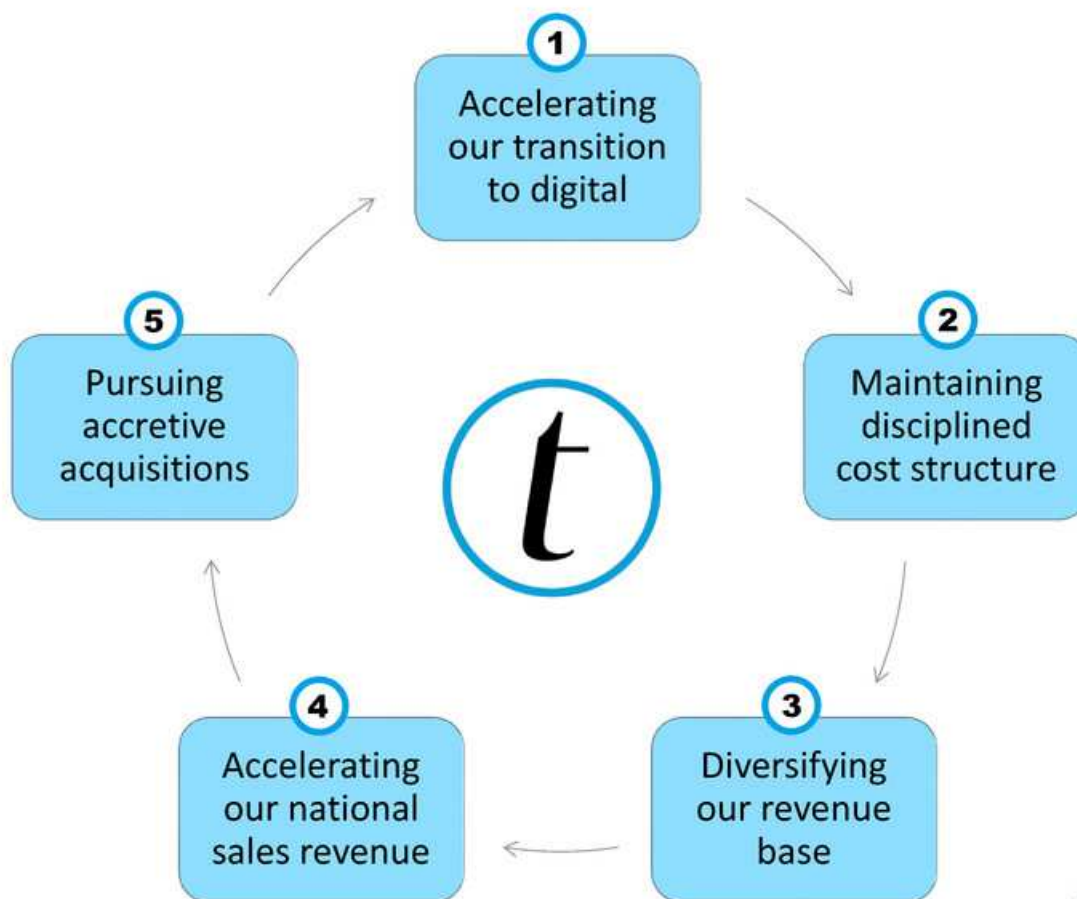 1
Accelerating
our transition
to digital
2
Maintaining
disciplined
cost structure
3
Diversifying
our revenue
base
4
Accelerating
our national
sales revenue
5
Pursuing
accretive
acquisitions
t